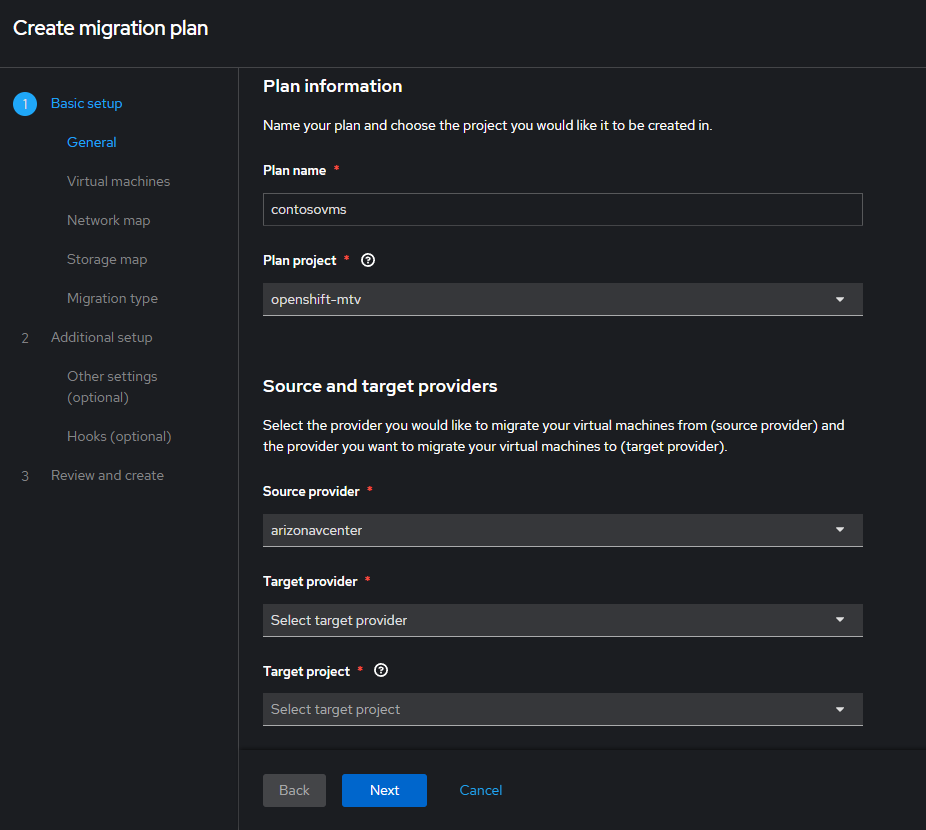 Create migration plan
1 Basic setup
General
Virtual machines
Network map
Storage map
Migration type
2 Additional setup
Other settings
(optional)
Hooks (optional)
3 Review and create
Plan information
Name your plan and choose the project you would like it to be created in.
Plan name *
contosovms
Plan project *
openshift-mtv
Source and target providers
Select the provider you would like to migrate your virtual machines from (source provider) and
the provider you want to migrate your virtual machines to (target provider).
Source provider *
arizonavcenter
Target provider *
Select target provider
Target project *
Select target project
Back Next Cancel